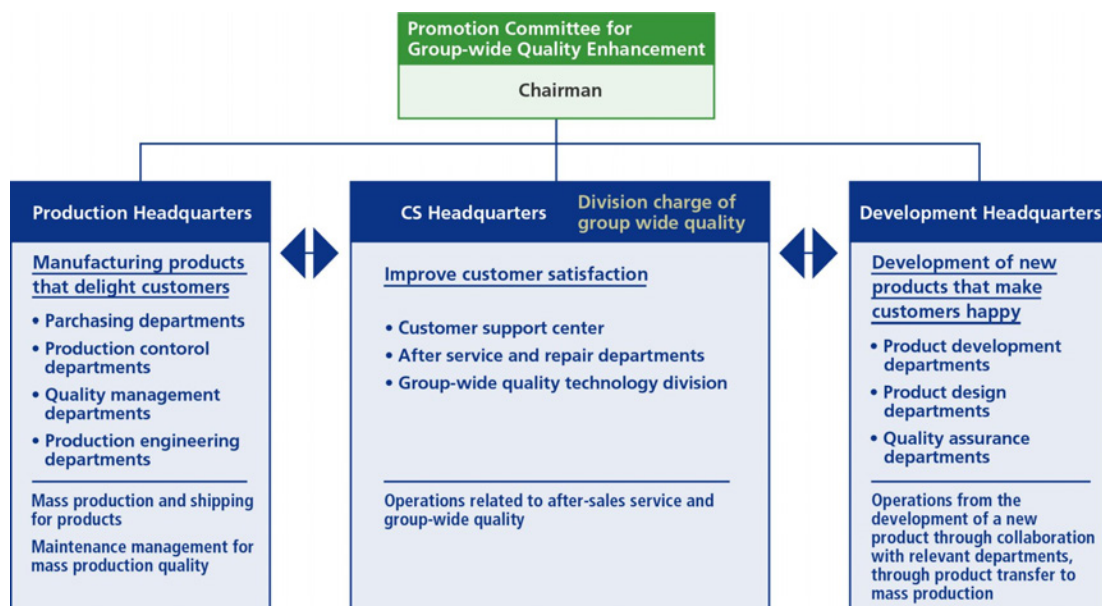 Promotion Committee for
Group-wide Quality Enhancement
Chairman
Production Headquarters
Manufacturing products
that delight customers
• Parchasing departments
• Production contorol
departments
• Quality management
departments
• Production engineering
departments
Mass production and shipping
for products
Maintenance management for
mass production quality
CS Headquarters
Division charge of
group wide quality
Improve customer satisfaction
• Customer support center
• After service and repair departments
• Group-wide quality technology division
Operations related to after-sales service and
group-wide quality
Development Headquarters
Development of new
products that make
customers happy
• Product development
departments
• Product design
departments
• Quality assurance
departments
Operations from the
development of a new
product through collaboration
with relevant departments,
through product transfer to
mass production